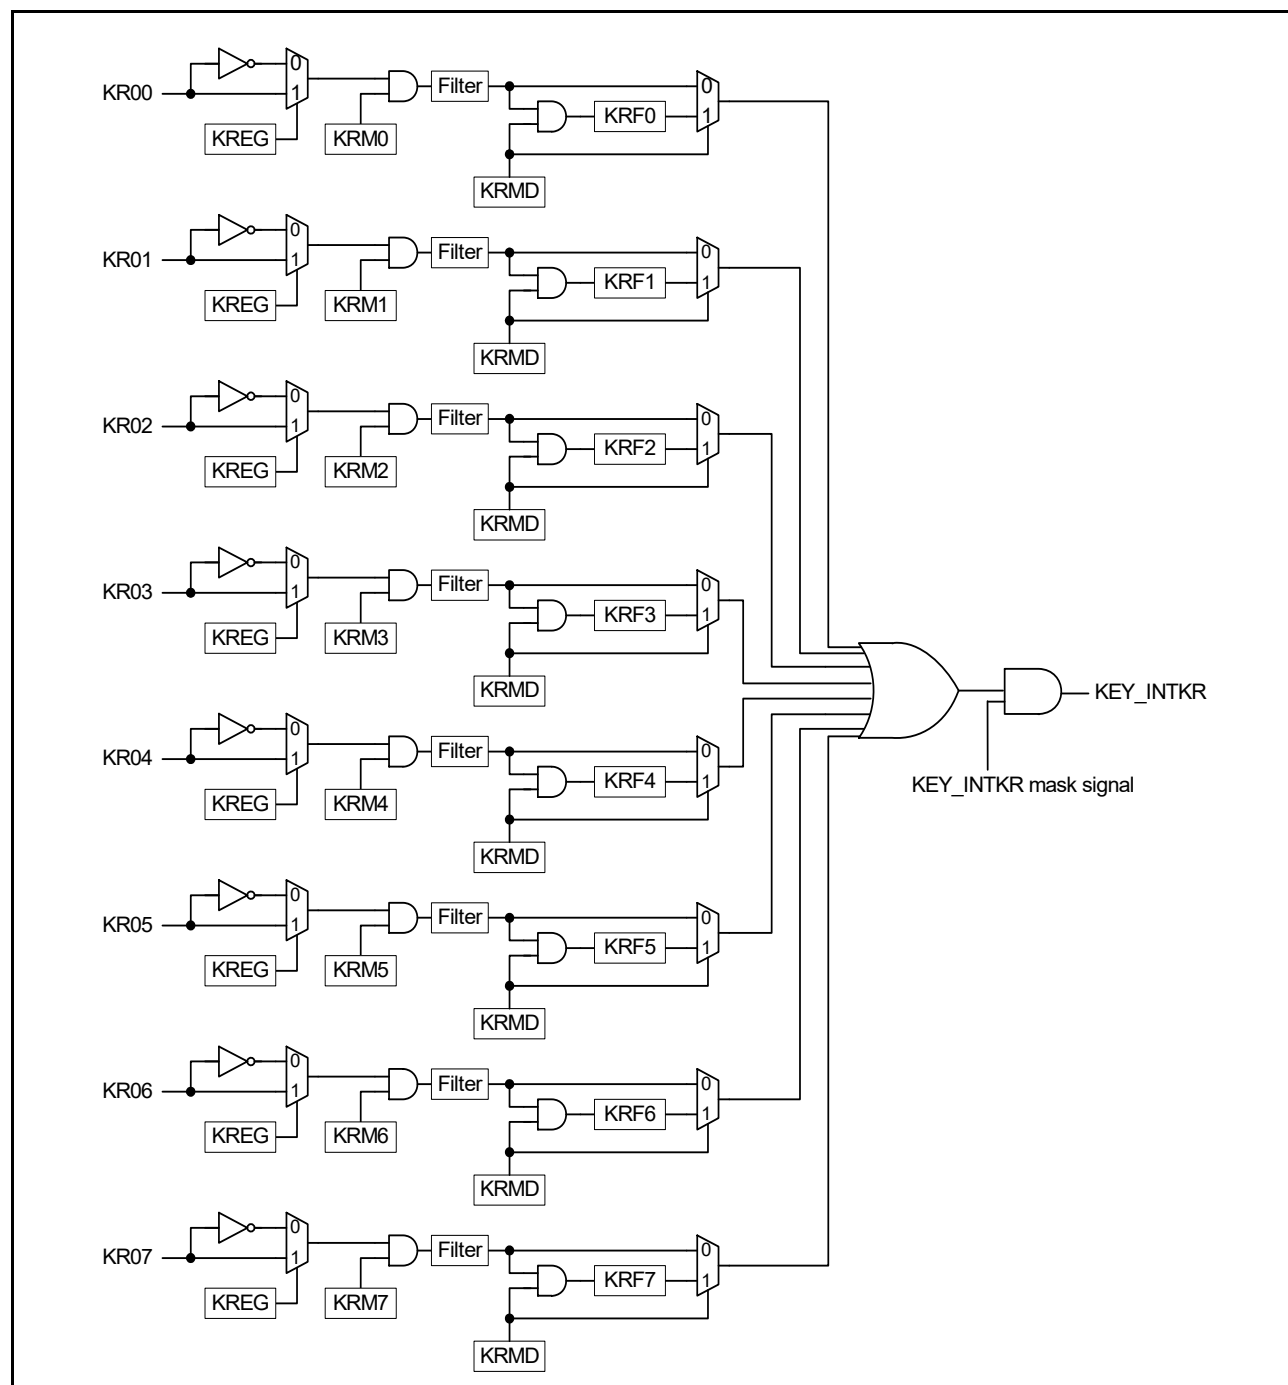 0
KR00
1
Filter
0
KRF0
1
KREG
KRM0
KRMD
0
KR01
1
Filter
0
KRF1
1
KREG
KRM1
KRMD
0
KR02
1
Filter
0
KRF2
1
KREG
KRM2
KRMD
0
KR03
1
Filter
0
KRF3
1
KREG
KRM3
KRMD
KEY_INTKR
0
KR04
1
Filter
0
KRF4
1
KEY_INTKR mask signal
KREG
KRM4
KRMD
0
KR05
1
Filter
0
KRF5
1
KREG
KRM5
KRMD
0
KR06
1
Filter
0
KRF6
1
KREG
KRM6
KRMD
0
KR07
1
Filter
0
KRF7
1
KREG
KRM7
KRMD